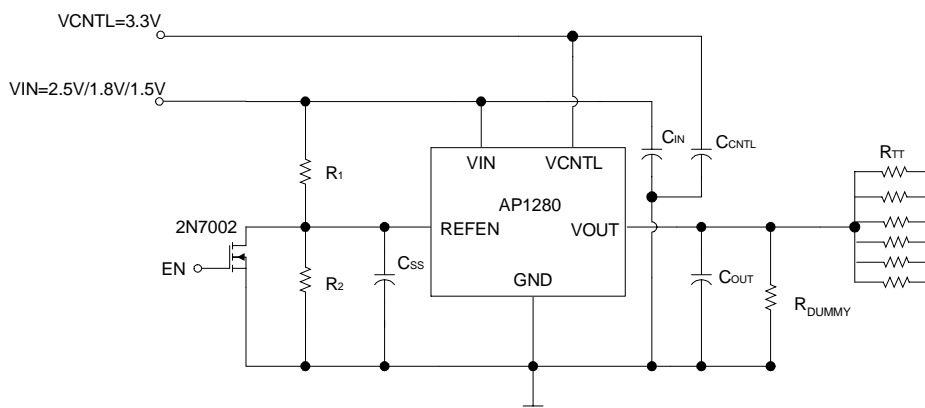 VCNTL=3.3V
VIN=2.5V/1.8V/1.5V
R1
VIN
VCNTL
CIN
CCNTL
RTT
AP1280
2N7002
REFEN
VOUT
EN
R2
CSS
GND
COUT
RDUMMY